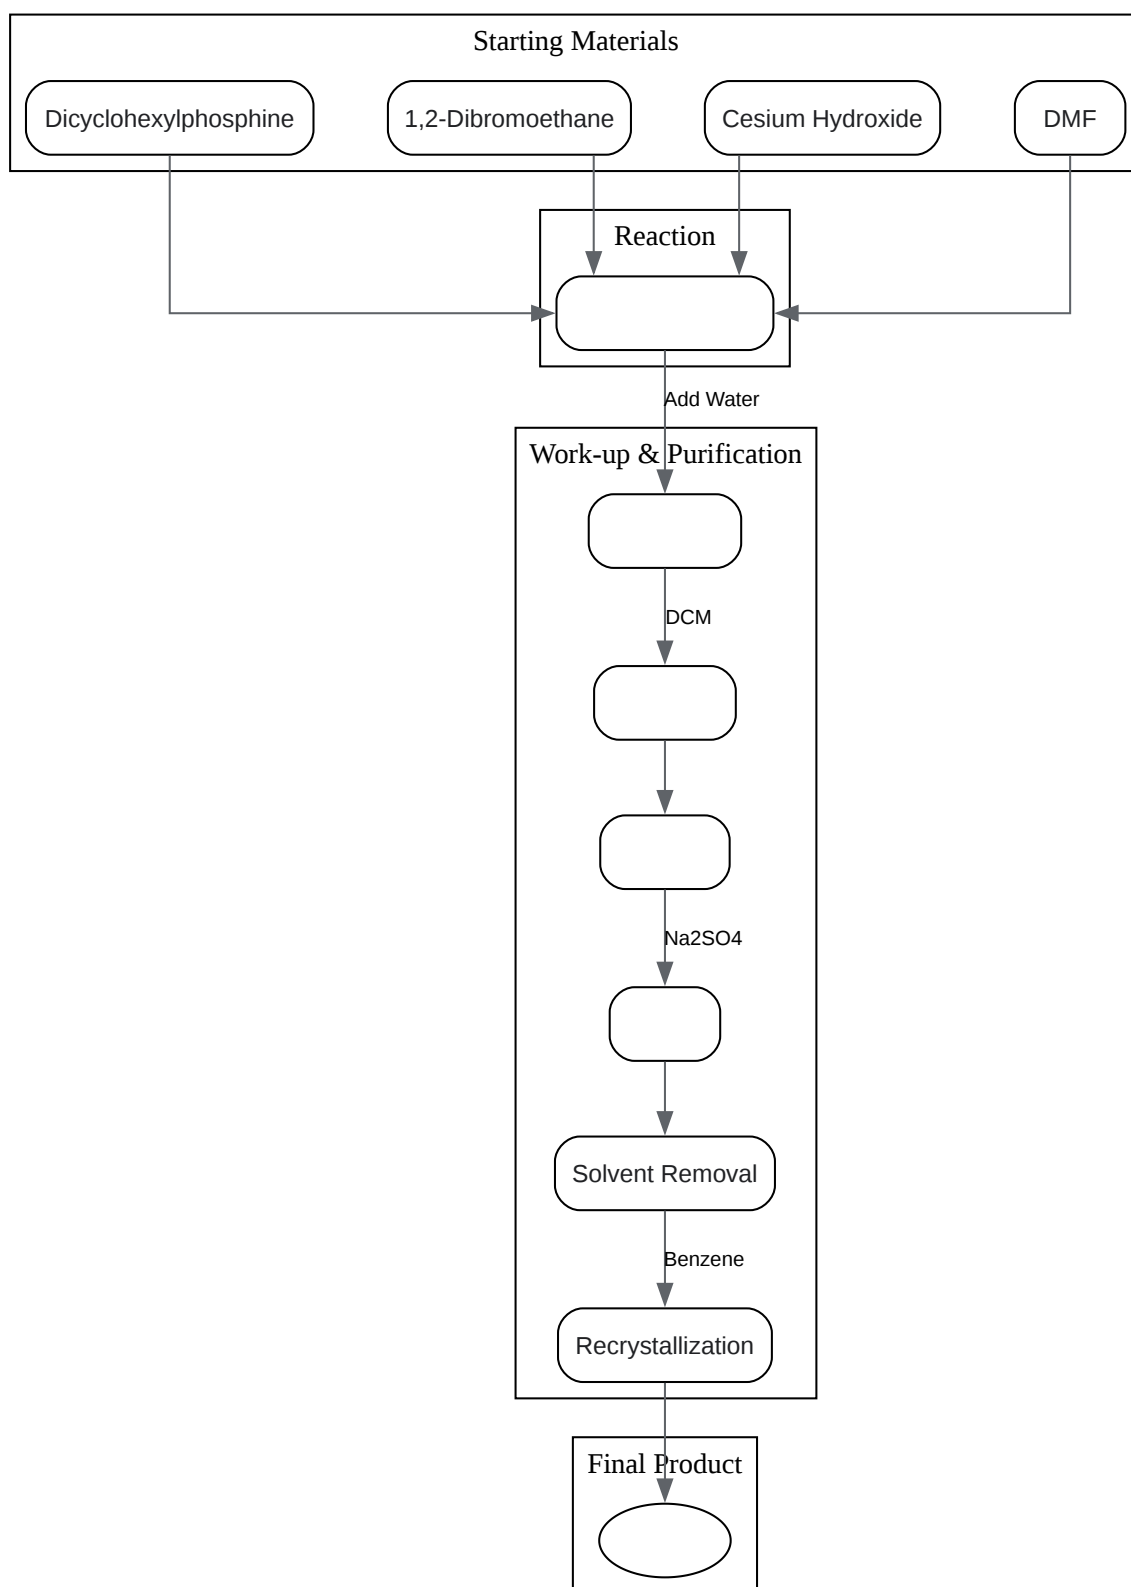 Starting Materials
Dicyclohexylphosphine
1,2-Dibromoethane
Cesium Hydroxide
DMF
Reaction
Add Water
Work-up & Purification
DCM
Na2SO4
Solvent Removal
Benzene
Recrystallization
Final Product